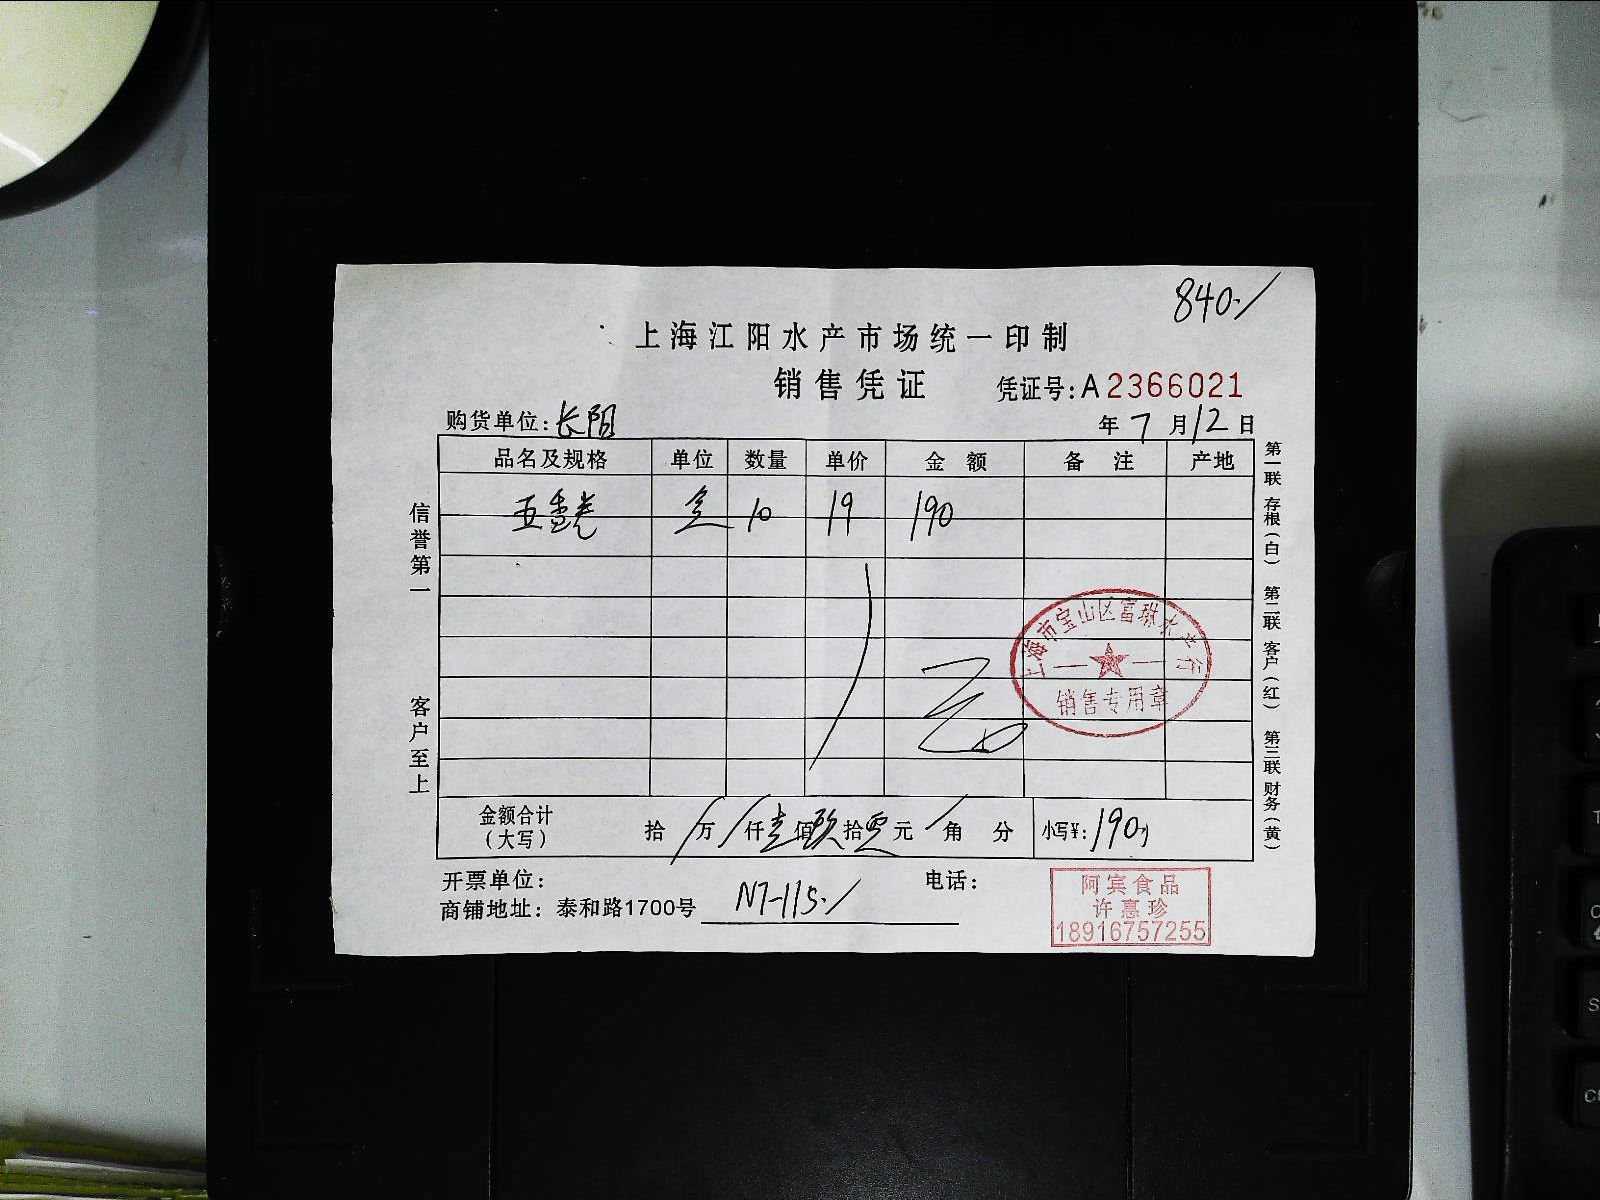 840./
上海江阳水产市场统一印制
销售凭证
凭证号:A2366021
购货单位:长阳
年 7 月 12 日
品名及规格 单位 数量 单价 金额 备注 产地
五 10 19 190
信誉第一
客户至上
第一联 存根(白) 第二联 客户(红) 第三联 财务(黄)
上海市宝山区富琳水产行
销售专用章
金额合计
(大写)
拾 / 万 / 仟 壹 佰 玖 拾 零 元 / 角 分 小写¥: 190
开票单位:
电话:
商铺地址: 泰和路1700号 N7-115./
阿宾食品
许惠珍
18916757255